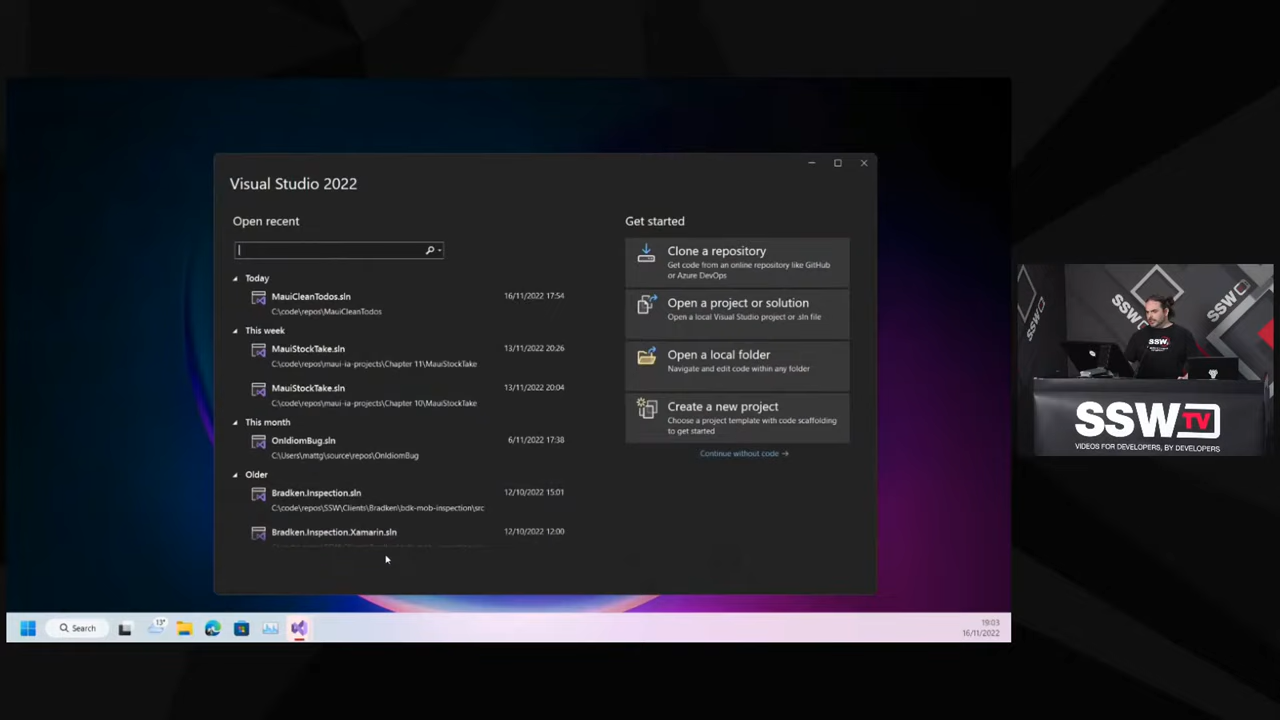 Visual Studio 2022
Open recent
Today
MauiCleanTodos.sln 16/11/2022 17:54
C:\code\repos\MauiCleanTodos
This week
MauiStockTake.sln 13/11/2022 20:26
C:\code\repos\maui-ia-projects\Chapter 11\MauiStockTake
MauiStockTake.sln 13/11/2022 20:04
C:\code\repos\maui-ia-projects\Chapter 10\MauiStockTake
This month
OnIdiomBug.sln 6/11/2022 17:38
C:\Users\mattg\source\repos\OnIdiomBug
Older
Bradken.Inspection.sln 12/10/2022 15:01
C:\code\repos\SSW\Clients\Bradken\bdk-mob-inspection\src
Bradken.Inspection.Xamarin.sln 12/10/2022 12:00
Get started
Clone a repository
Get code from an online repository like GitHub
or Azure DevOps
Open a project or solution
Open a local Visual Studio project or .sln file
Open a local folder
Navigate and edit code within any folder
Create a new project
Choose a project template with code scaffolding
to get started
Continue without code →
13°
Search
19:03
16/11/2022
SSW
SSW
SSW
SSW TV
VIDEOS FOR DEVELOPERS, BY DEVELOPERS